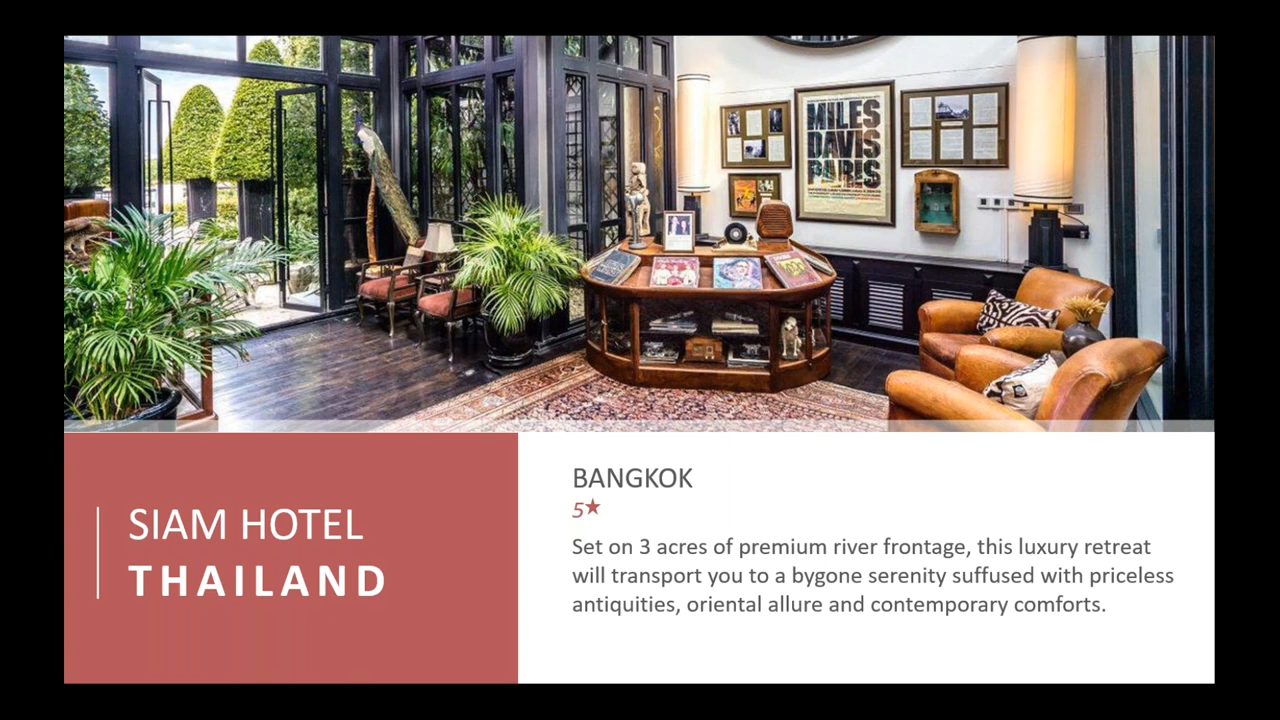 MILES
DAVIS
PARIS
SIAM HOTEL
THAILAND
BANGKOK
5★
Set on 3 acres of premium river frontage, this luxury retreat
will transport you to a bygone serenity suffused with priceless
antiquities, oriental allure and contemporary comforts.